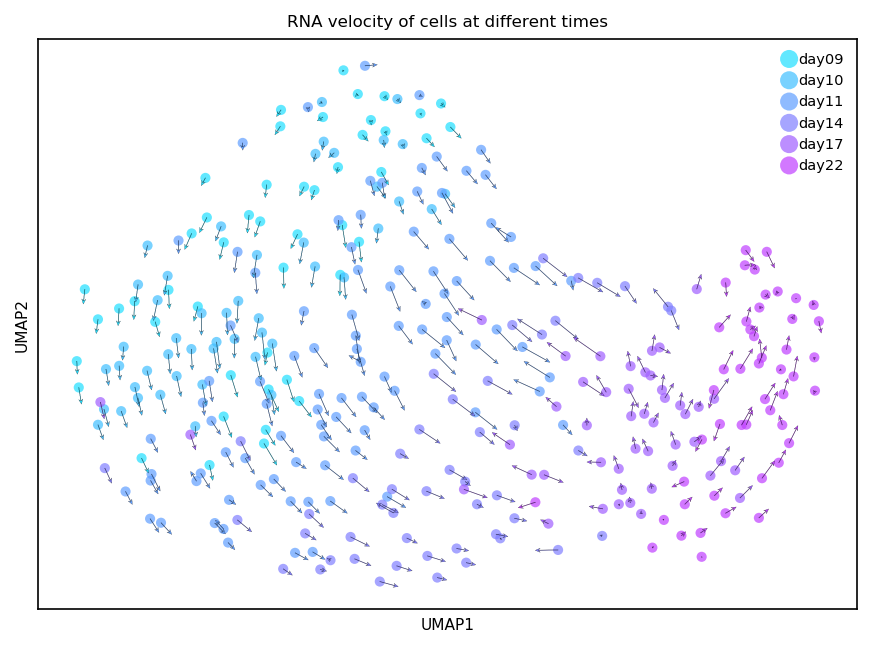 RNA velocity of cells at different times
day09
day10
day11
day14
day17
day22
UMAP2
UMAP1